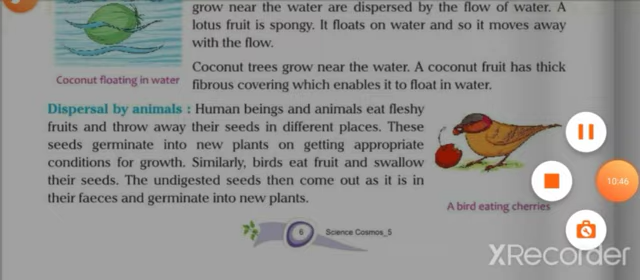 grow near the water are dispersed by the flow of water. A
lotus fruit is spongy. It floats on water and so it moves away
with the flow.
Coconut trees grow near the water. A coconut fruit has thick
fibrous covering which enables it to float in water.
Coconut floating in water
Dispersal by animals : Human beings and animals eat fleshy
fruits and throw away their seeds in different places. These
seeds germinate into new plants on getting appropriate
conditions for growth. Similarly, birds eat fruit and swallow
their seeds. The undigested seeds then come out as it is in
their faeces and germinate into new plants.
A bird eating cherries
6
Science Cosmos_5
10:46
XRecorder